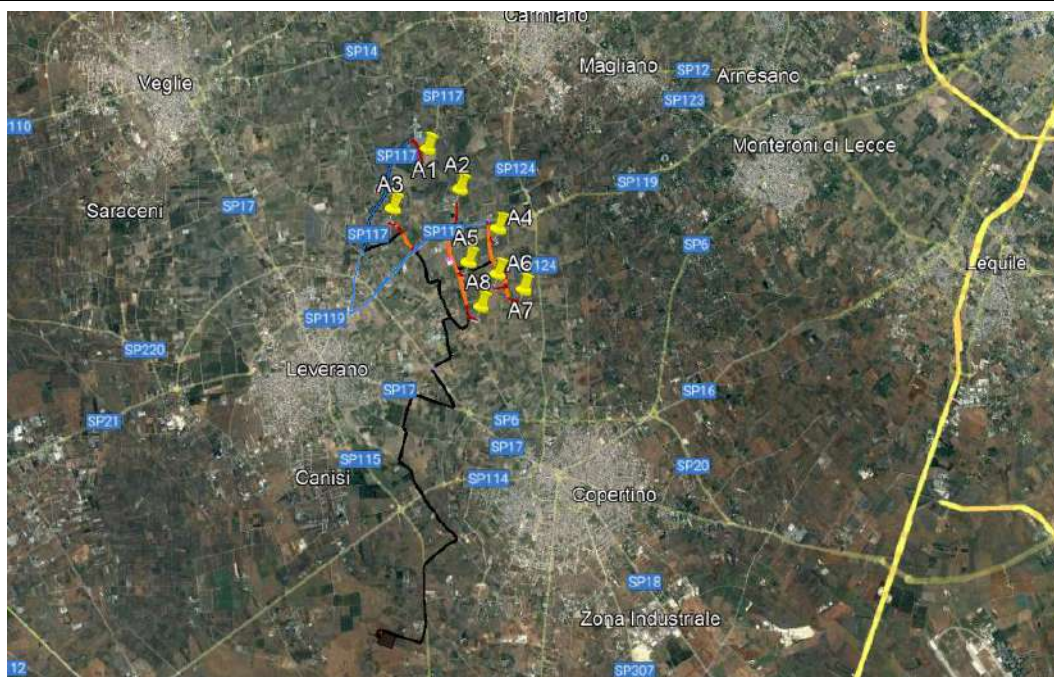 Carmiano
SP14
Magliano
SP12
Arnesano
Veglie
SP117
SP123
110
Monteroni di Lecce
SP117
A1
SP124
A2
SP119
A3
Saraceni
SP17
A4
SP117
A5
SP6
A6
124
Lequile
A8
A7
SP119
SP220
Leverano
SP17
SP16
SP21
SP6
SP17
SP115
SP20
Canisi
SP114
Copertino
SP18
Zona Industriale
12
SP307